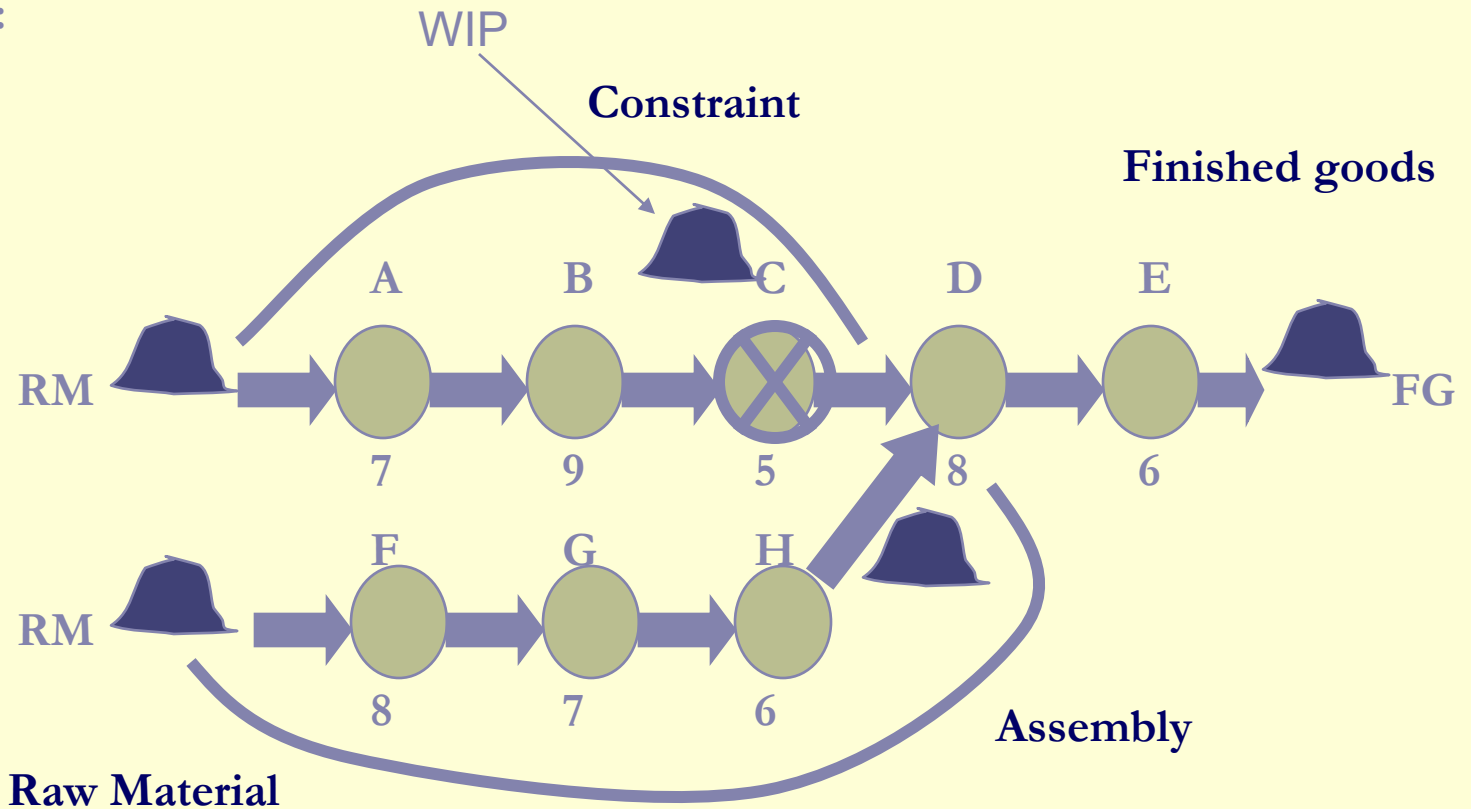 :
WIP
Constraint
Finished goods
A B C D E
RM FG
7 9 5 8 6
F G H
RM
8 7 6
Assembly
Raw Material